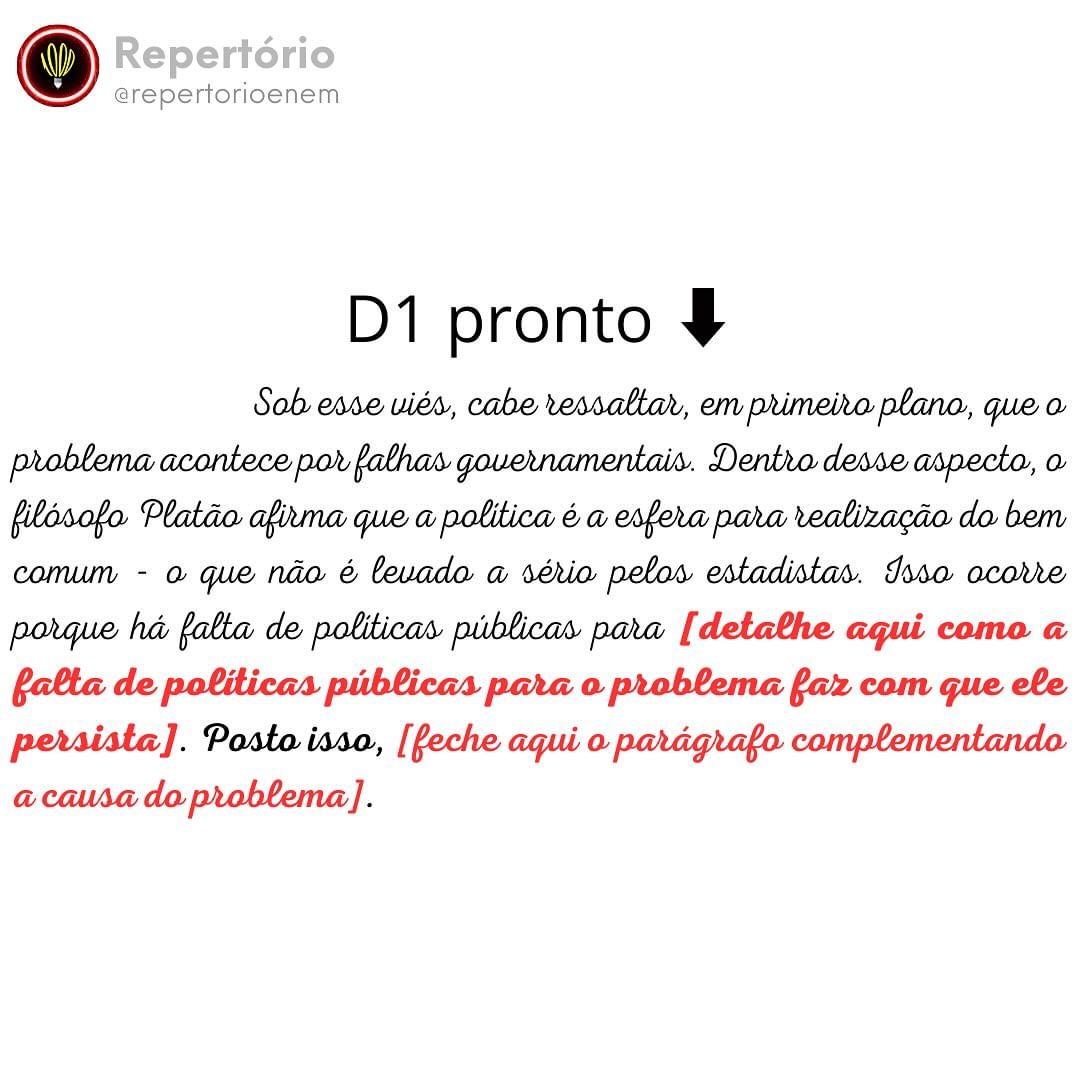 Repertório
@repertorioenem
D1 pronto ⬇
Sob esse viés, cabe ressaltar, em primeiro plano, que o
problema acontece por falhas governamentais. Dentro desse aspecto, o
filósofo Platão afirma que a política é a esfera para realização do bem
comum - o que não é levado a sério pelos estadistas. Isso ocorre
porque há falta de políticas públicas para [detalhe aqui como a
falta de políticas públicas para o problema faz com que ele
persista]. Posto isso, [feche aqui o parágrafo complementando
a causa do problema].